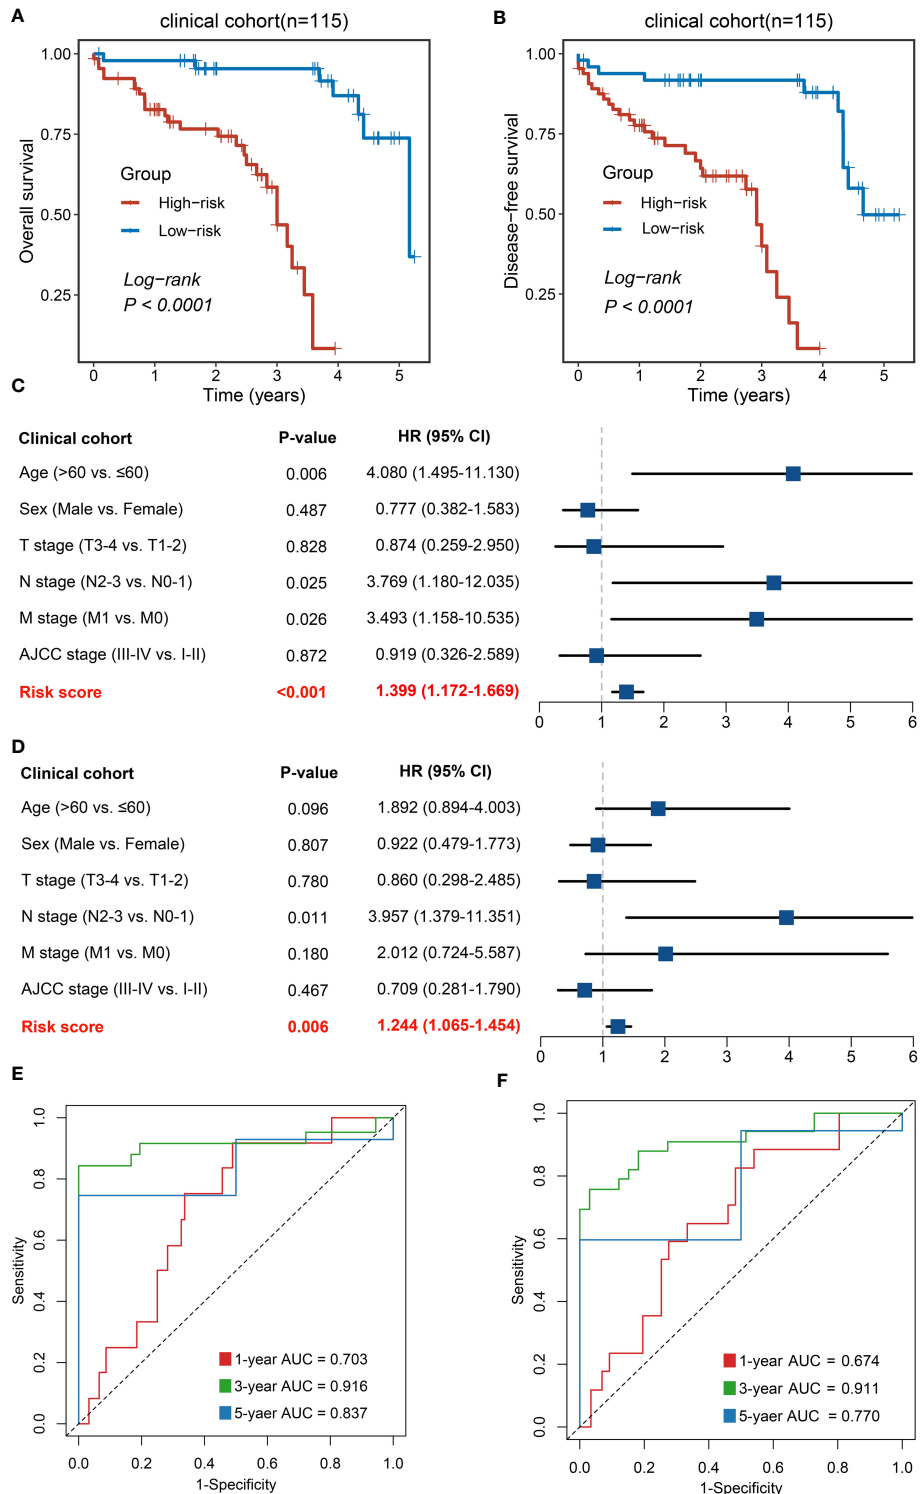 A
clinical cohort(n=115)
Overall survival
1.00
0.75
0.50
0.25
Group
High−risk
Low−risk
Log−rank
P < 0.0001
0 1 2 3 4 5
Time (years)
B
clinical cohort(n=115)
Disease−free survival
1.00
0.75
0.50
0.25
Group
High−risk
Low−risk
Log−rank
P < 0.0001
0 1 2 3 4 5
Time (years)
C
Clinical cohort P-value HR (95% CI)
Age (>60 vs. ≤60) 0.006 4.080 (1.495-11.130)
Sex (Male vs. Female) 0.487 0.777 (0.382-1.583)
T stage (T3-4 vs. T1-2) 0.828 0.874 (0.259-2.950)
N stage (N2-3 vs. N0-1) 0.025 3.769 (1.180-12.035)
M stage (M1 vs. M0) 0.026 3.493 (1.158-10.535)
AJCC stage (III-IV vs. I-II) 0.872 0.919 (0.326-2.589)
Risk score <0.001 1.399 (1.172-1.669)
0 1 2 3 4 5 6
D
Clinical cohort P-value HR (95% CI)
Age (>60 vs. ≤60) 0.096 1.892 (0.894-4.003)
Sex (Male vs. Female) 0.807 0.922 (0.479-1.773)
T stage (T3-4 vs. T1-2) 0.780 0.860 (0.298-2.485)
N stage (N2-3 vs. N0-1) 0.011 3.957 (1.379-11.351)
M stage (M1 vs. M0) 0.180 2.012 (0.724-5.587)
AJCC stage (III-IV vs. I-II) 0.467 0.709 (0.281-1.790)
Risk score 0.006 1.244 (1.065-1.454)
0 1 2 3 4 5 6
E
Sensitivity
1.0
0.8
0.6
0.4
0.2
0.0
1-year AUC = 0.703
3-year AUC = 0.916
5-yaer AUC = 0.837
0.0 0.2 0.4 0.6 0.8 1.0
1-Specificity
F
Sensitivity
1.0
0.8
0.6
0.4
0.2
0.0
1-year AUC = 0.674
3-year AUC = 0.911
5-yaer AUC = 0.770
0.0 0.2 0.4 0.6 0.8 1.0
1-Specificity